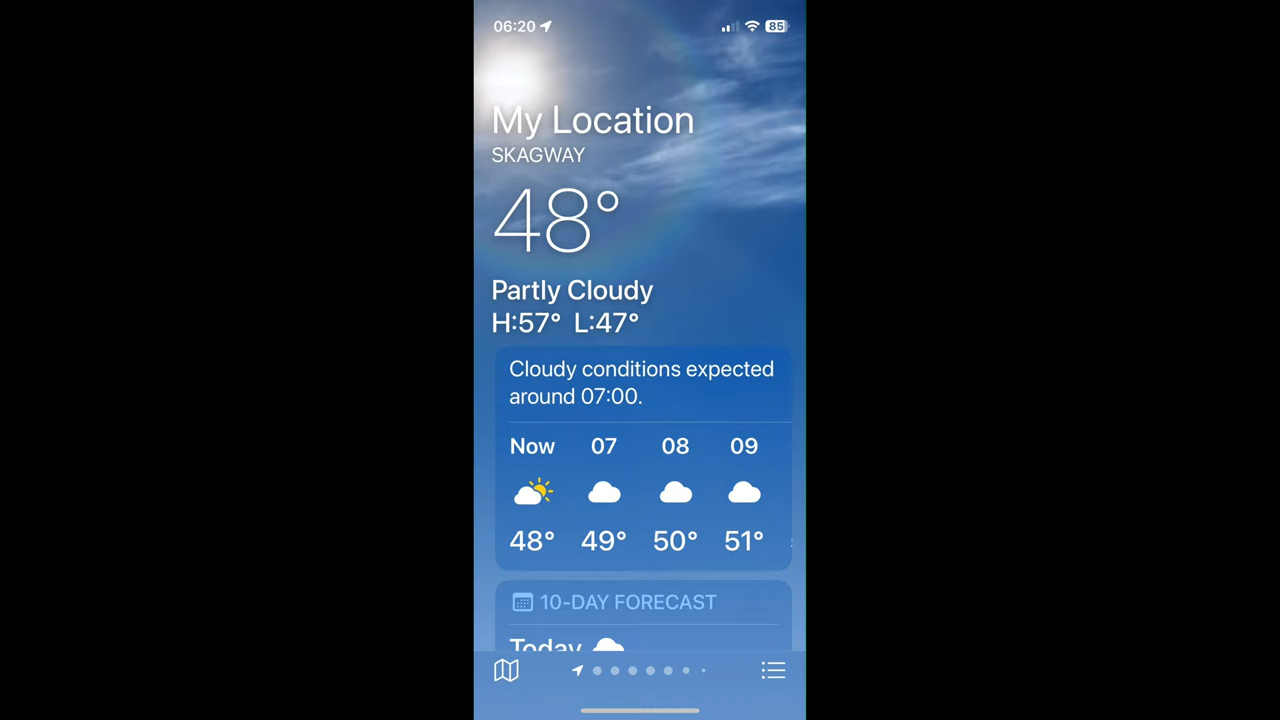 06:20
85
My Location
SKAGWAY
48°
Partly Cloudy
H:57° L:47°
Cloudy conditions expected
around 07:00.
Now 07 08 09
48° 49° 50° 51°
10-DAY FORECAST
Today